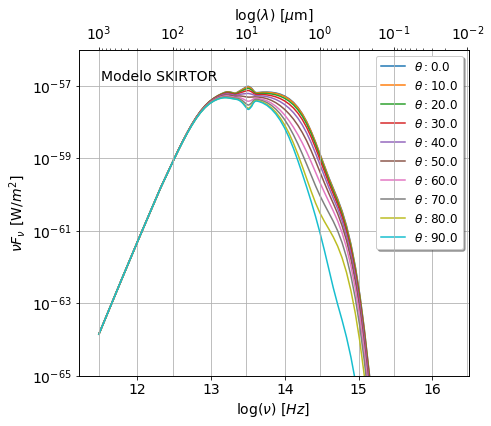 log(λ) [μm]
10³ 10² 10¹ 10⁰ 10⁻¹ 10⁻²
Modelo SKIRTOR
θ : 0.0
θ : 10.0
θ : 20.0
θ : 30.0
θ : 40.0
θ : 50.0
θ : 60.0
θ : 70.0
θ : 80.0
θ : 90.0
νF_ν [W/m²]
10⁻⁵⁷
10⁻⁵⁹
10⁻⁶¹
10⁻⁶³
10⁻⁶⁵
12 13 14 15 16
log(ν) [Hz]